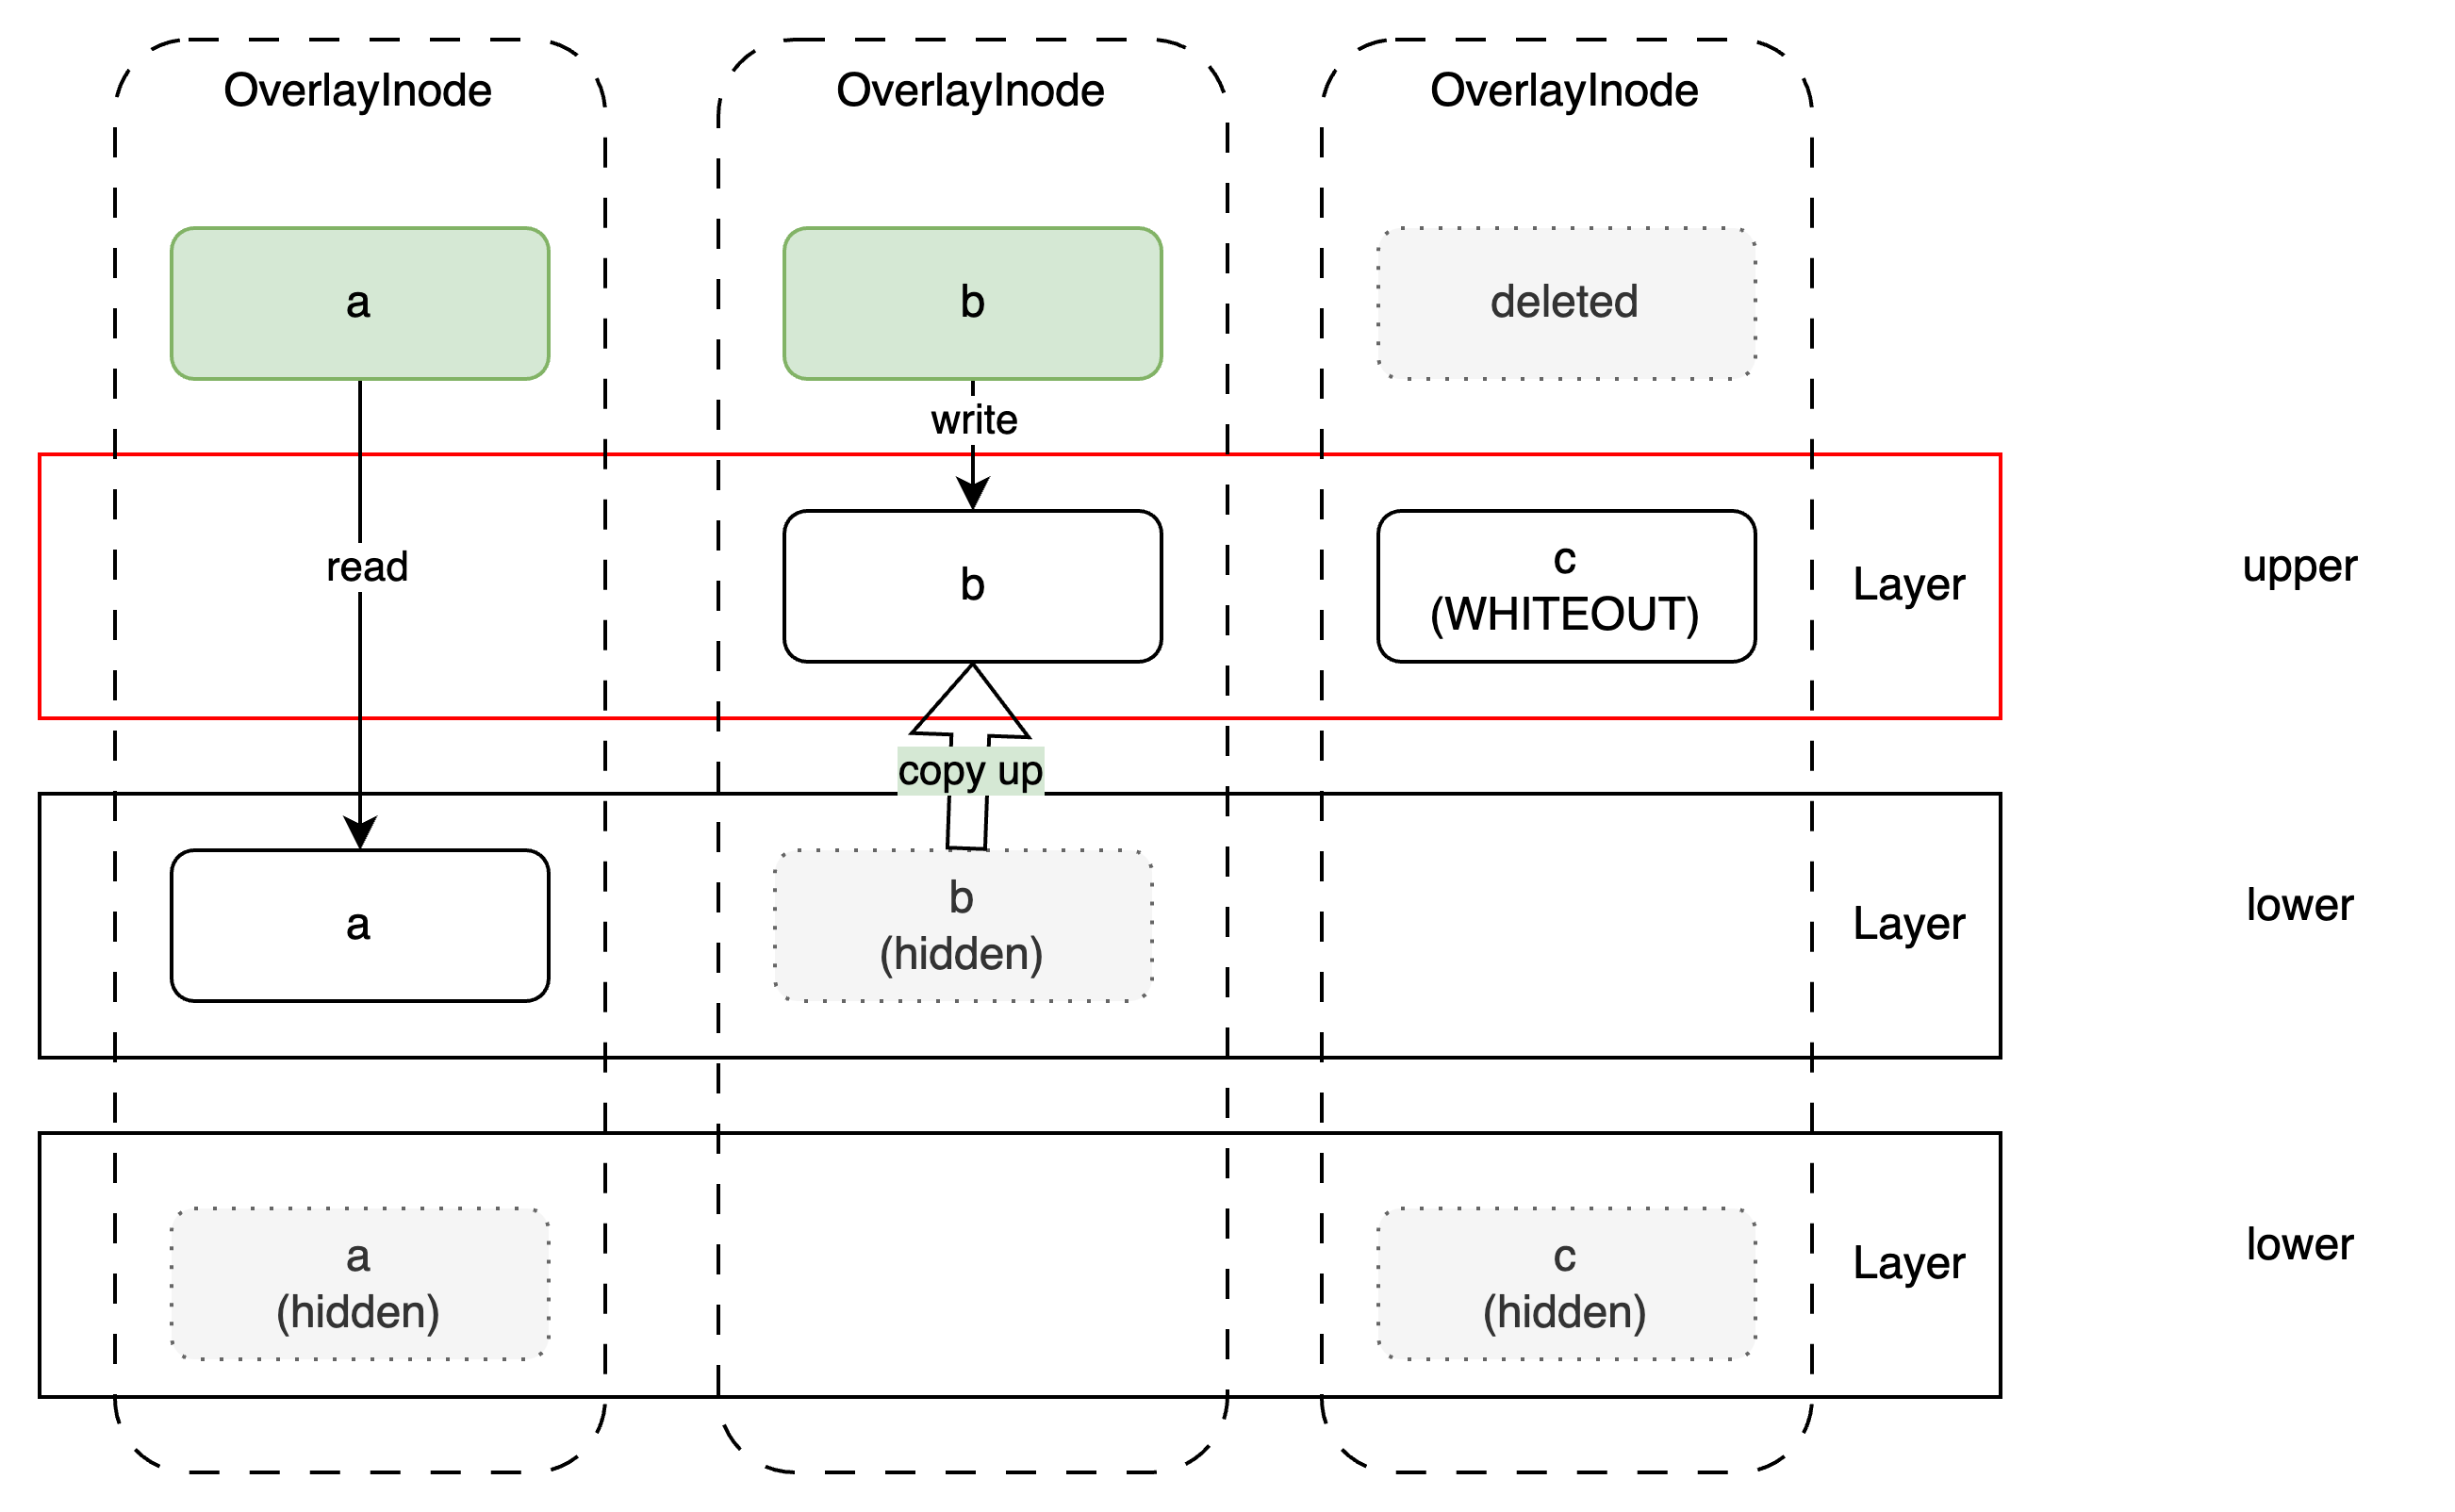 OverlayInode
OverlayInode
OverlayInode
a
b
deleted
write
read
b
c
(WHITEOUT)
Layer
upper
copy up
a
b
(hidden)
Layer
lower
a
(hidden)
c
(hidden)
Layer
lower